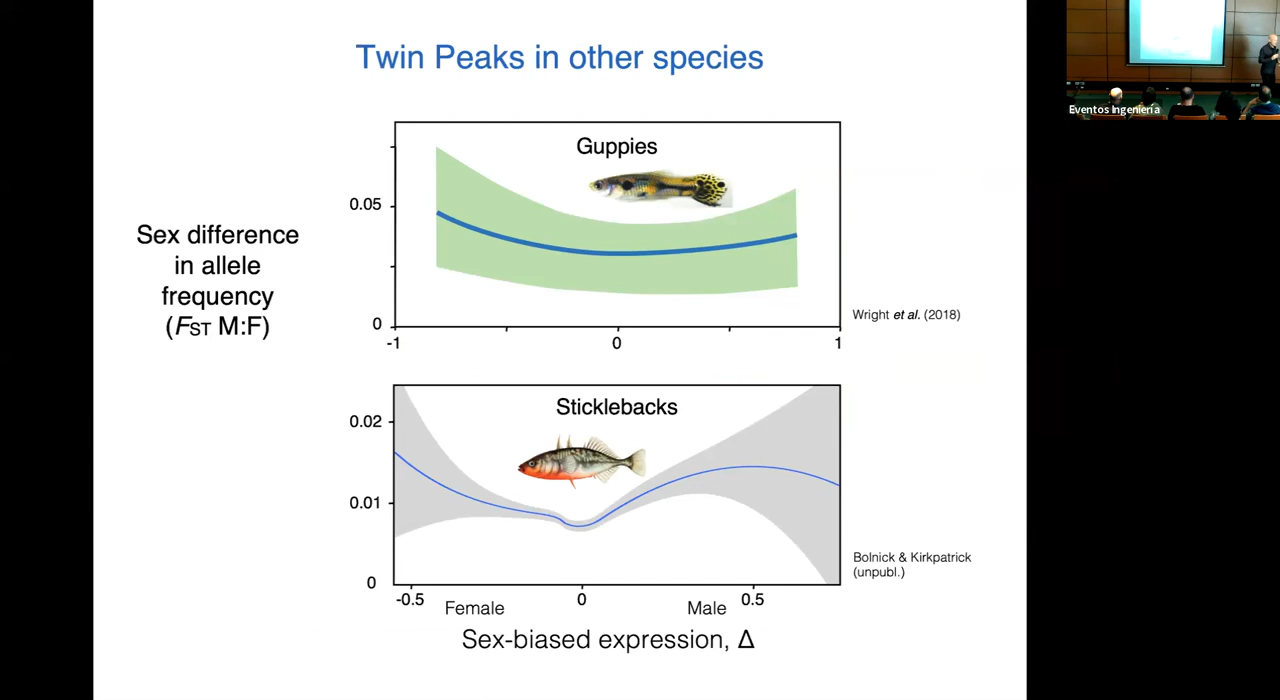 Twin Peaks in other species
Eventos Ingeniería
Sex difference
in allele
frequency
(FST M:F)
Guppies
0.05
0
-1
0
1
Wright et al. (2018)
Sticklebacks
0.02
0.01
0
-0.5
0
0.5
Female
Male
Bolnick & Kirkpatrick
(unpubl.)
Sex-biased expression, Δ